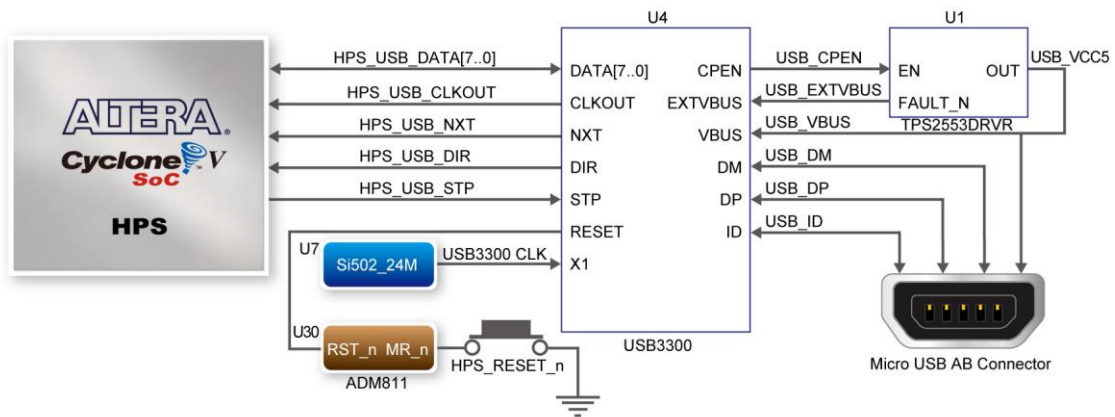 U4
U1
HPS_USB_DATA[7..0]
DATA[7..0]
CPEN
USB_CPEN
EN
OUT
USB_VCC5
HPS_USB_CLKOUT
CLKOUT
EXTVBUS
USB_EXTVBUS
FAULT_N
ALTERA®
HPS_USB_NXT
NXT
VBUS
USB_VBUS
TPS2553DRVR
Cyclone™ V
SoC
HPS_USB_DIR
DIR
DM
USB_DM
HPS_USB_STP
STP
DP
USB_DP
HPS
RESET
ID
USB_ID
U7
Si502_24M
USB3300 CLK
X1
U30
RST_n MR_n
HPS_RESET_n
ADM811
USB3300
Micro USB AB Connector